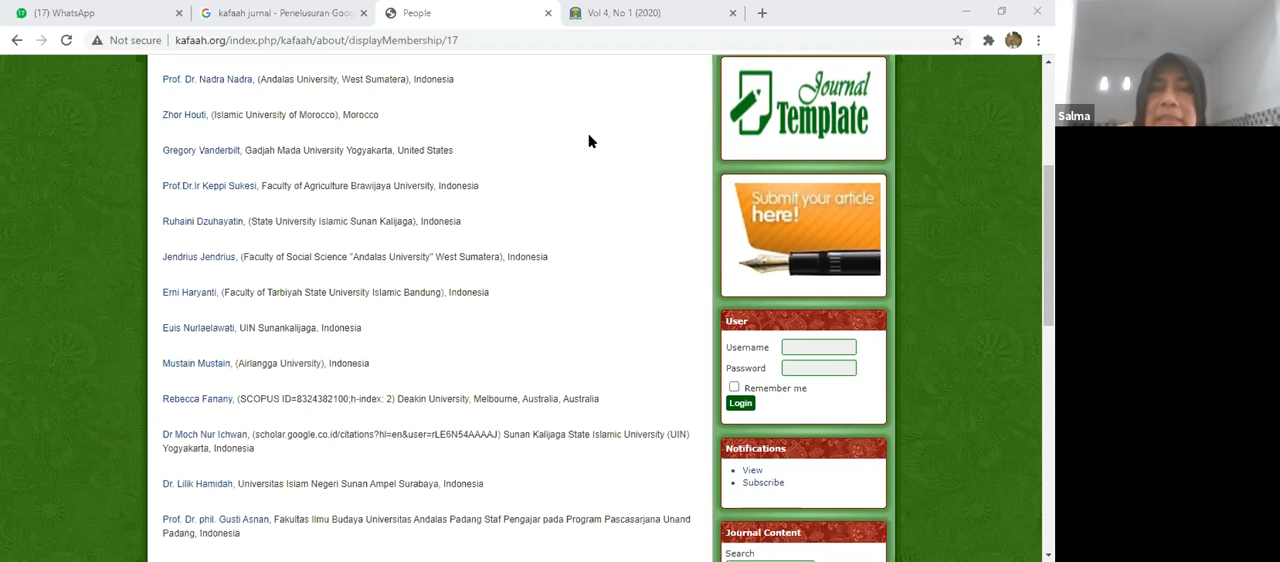 (17) WhatsApp
kafaah jurnal - Penelusuran Goo
People
Vol 4, No 1 (2020)
Not secure
kafaah.org/index.php/kafaah/about/displayMembership/17
Prof. Dr. Nadra Nadra, (Andalas University, West Sumatera), Indonesia
Zhor Houti, (Islamic University of Morocco), Morocco
Gregory Vanderbilt, Gadjah Mada University Yogyakarta, United States
Prof.Dr.Ir Keppi Sukesi, Faculty of Agriculture Brawijaya University, Indonesia
Ruhaini Dzuhayatin, (State University Islamic Sunan Kalijaga), Indonesia
Jendrius Jendrius, (Faculty of Social Science "Andalas University" West Sumatera), Indonesia
Erni Haryanti, (Faculty of Tarbiyah State University Islamic Bandung), Indonesia
Euis Nurlaelawati, UIN Sunankalijaga, Indonesia
Mustain Mustain, (Airlangga University), Indonesia
Rebecca Fanany, (SCOPUS ID=8324382100;h-index: 2) Deakin University, Melbourne, Australia, Australia
Dr Moch Nur Ichwan, (scholar.google.co.id/citations?hl=en&user=rLE6N54AAAAJ) Sunan Kalijaga State Islamic University (UIN)
Yogyakarta, Indonesia
Dr. Lilik Hamidah, Universitas Islam Negeri Sunan Ampel Surabaya, Indonesia
Prof. Dr. phil. Gusti Asnan, Fakultas Ilmu Budaya Universitas Andalas Padang Staf Pengajar pada Program Pascasarjana Unand
Padang, Indonesia
Journal
Template
Submit your article
here!
User
Username
Password
Remember me
Login
Notifications
View
Subscribe
Journal Content
Search
Salma